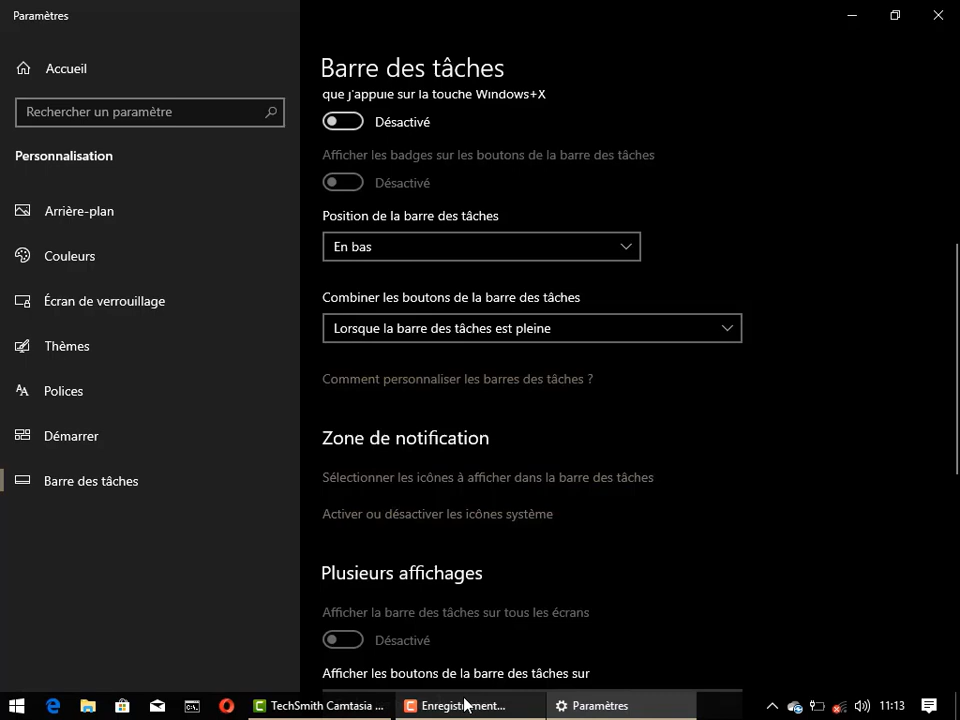 Paramètres
Accueil
Rechercher un paramètre
Personnalisation
Arrière-plan
Couleurs
Écran de verrouillage
Thèmes
Polices
Démarrer
Barre des tâches
Barre des tâches
que j'appuie sur la touche Windows+X
Désactivé
Afficher les badges sur les boutons de la barre des tâches
Désactivé
Position de la barre des tâches
En bas
Combiner les boutons de la barre des tâches
Lorsque la barre des tâches est pleine
Comment personnaliser les barres des tâches ?
Zone de notification
Sélectionner les icônes à afficher dans la barre des tâches
Activer ou désactiver les icônes système
Plusieurs affichages
Afficher la barre des tâches sur tous les écrans
Désactivé
Afficher les boutons de la barre des tâches sur
TechSmith Camtasia ...
Enregistrement...
Paramètres
11:13